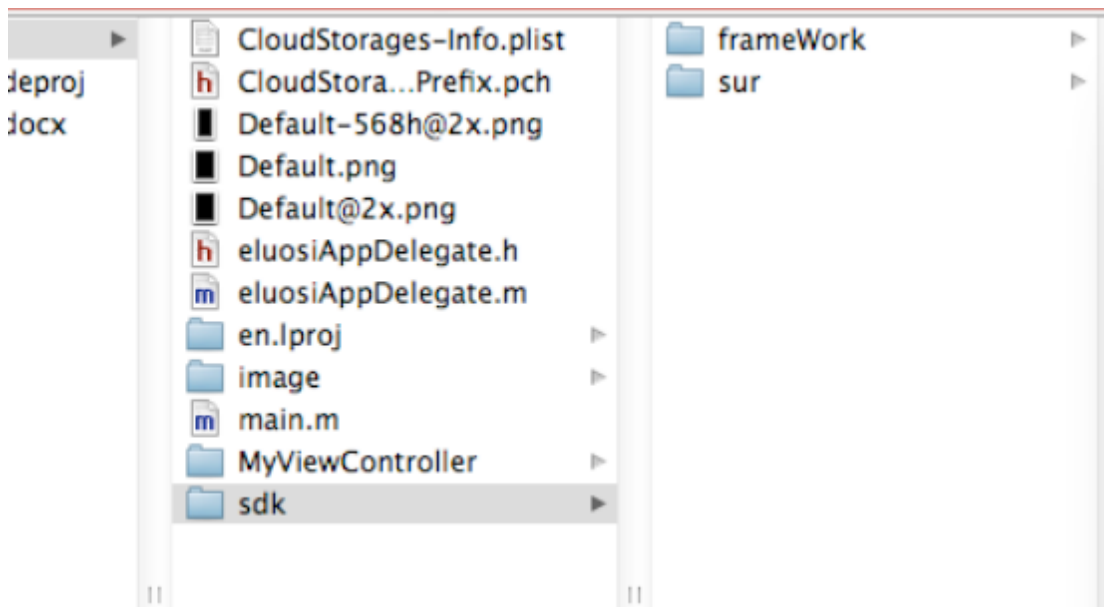 deproj
docx
CloudStorages-Info.plist
CloudStora...Prefix.pch
Default-568h@2x.png
Default.png
Default@2x.png
eluosiAppDelegate.h
eluosiAppDelegate.m
en.lproj
image
main.m
MyViewController
sdk
frameWork
sur